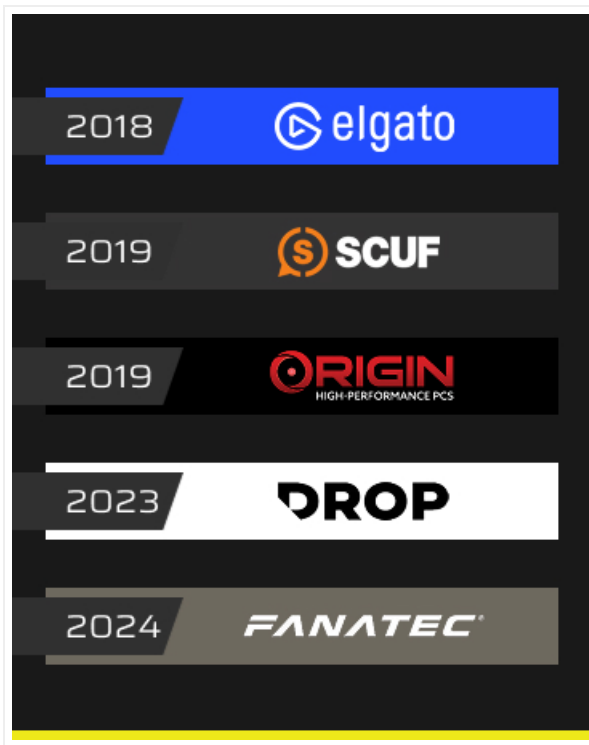 2018 elgato
2019 SCUF
2019 ORIGIN
HIGH-PERFORMANCE PCS
2023 DROP
2024 FANATEC®